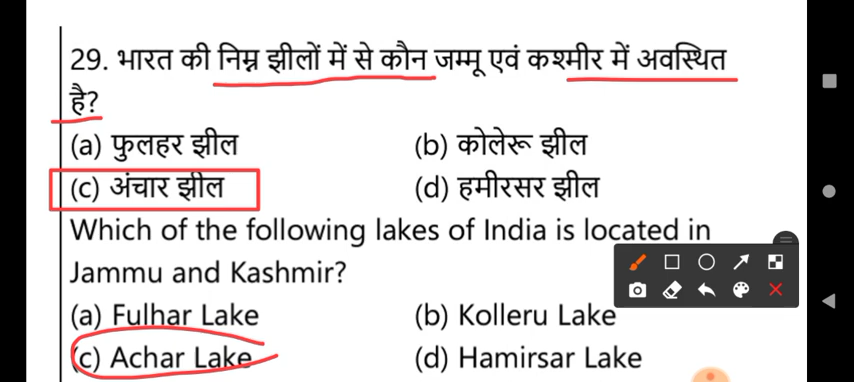 29. भारत की निम्न झीलों में से कौन जम्मू एवं कश्मीर में अवस्थित
है?
(a) फुलहर झील (b) कोलेरू झील
(c) अंचार झील (d) हमीरसर झील
Which of the following lakes of India is located in
Jammu and Kashmir?
(a) Fulhar Lake (b) Kolleru Lake
(c) Achar Lake (d) Hamirsar Lake